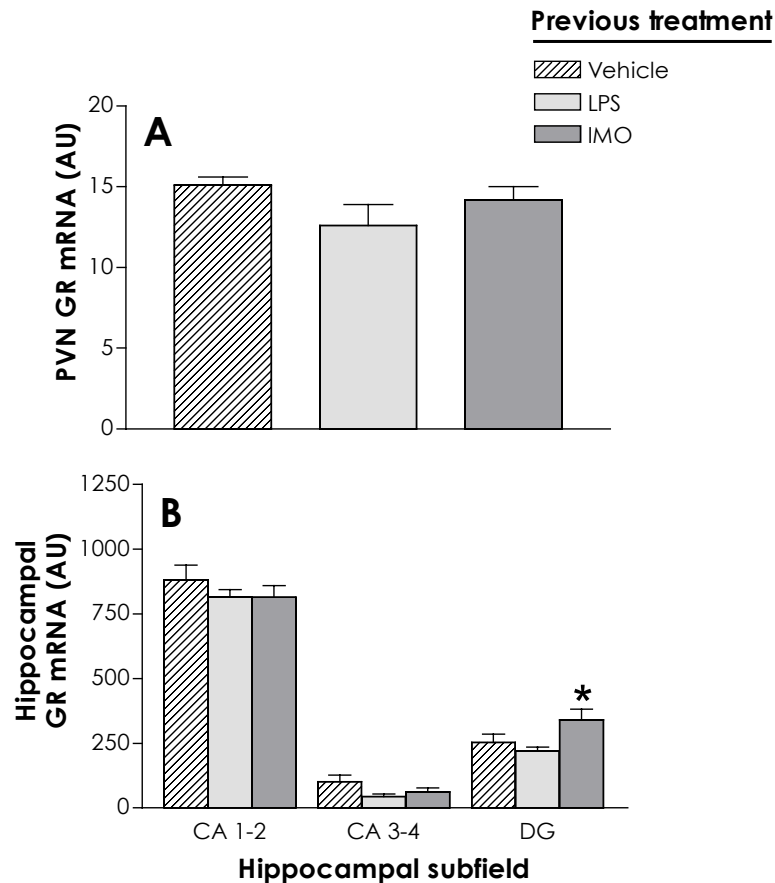 Previous treatment
Vehicle
LPS
IMO
A
PVN GR mRNA (AU)
20
15
10
5
0
B
Hippocampal
GR mRNA (AU)
1250
1000
750
500
250
0
*
CA 1-2 CA 3-4 DG
Hippocampal subfield